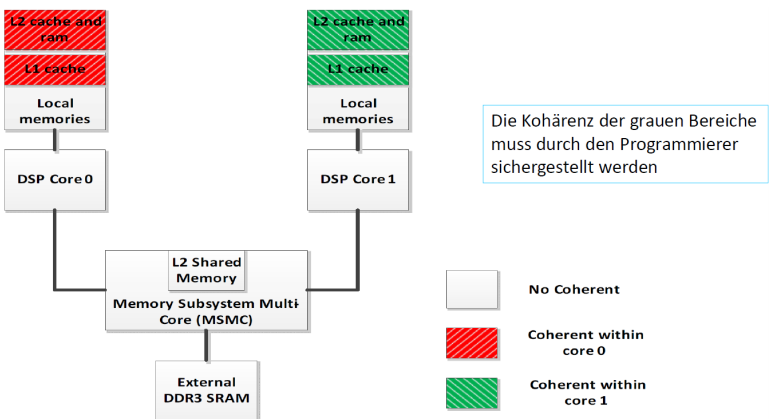 L2 cache and
ram
L1 cache
Local
memories
DSP Core 0
L2 cache and
ram
L1 cache
Local
memories
DSP Core 1
Die Kohärenz der grauen Bereiche
muss durch den Programmierer
sichergestellt werden
L2 Shared
Memory
Memory Subsystem Multi-
Core (MSMC)
External
DDR3 SRAM
No Coherent
Coherent within
core 0
Coherent within
core 1